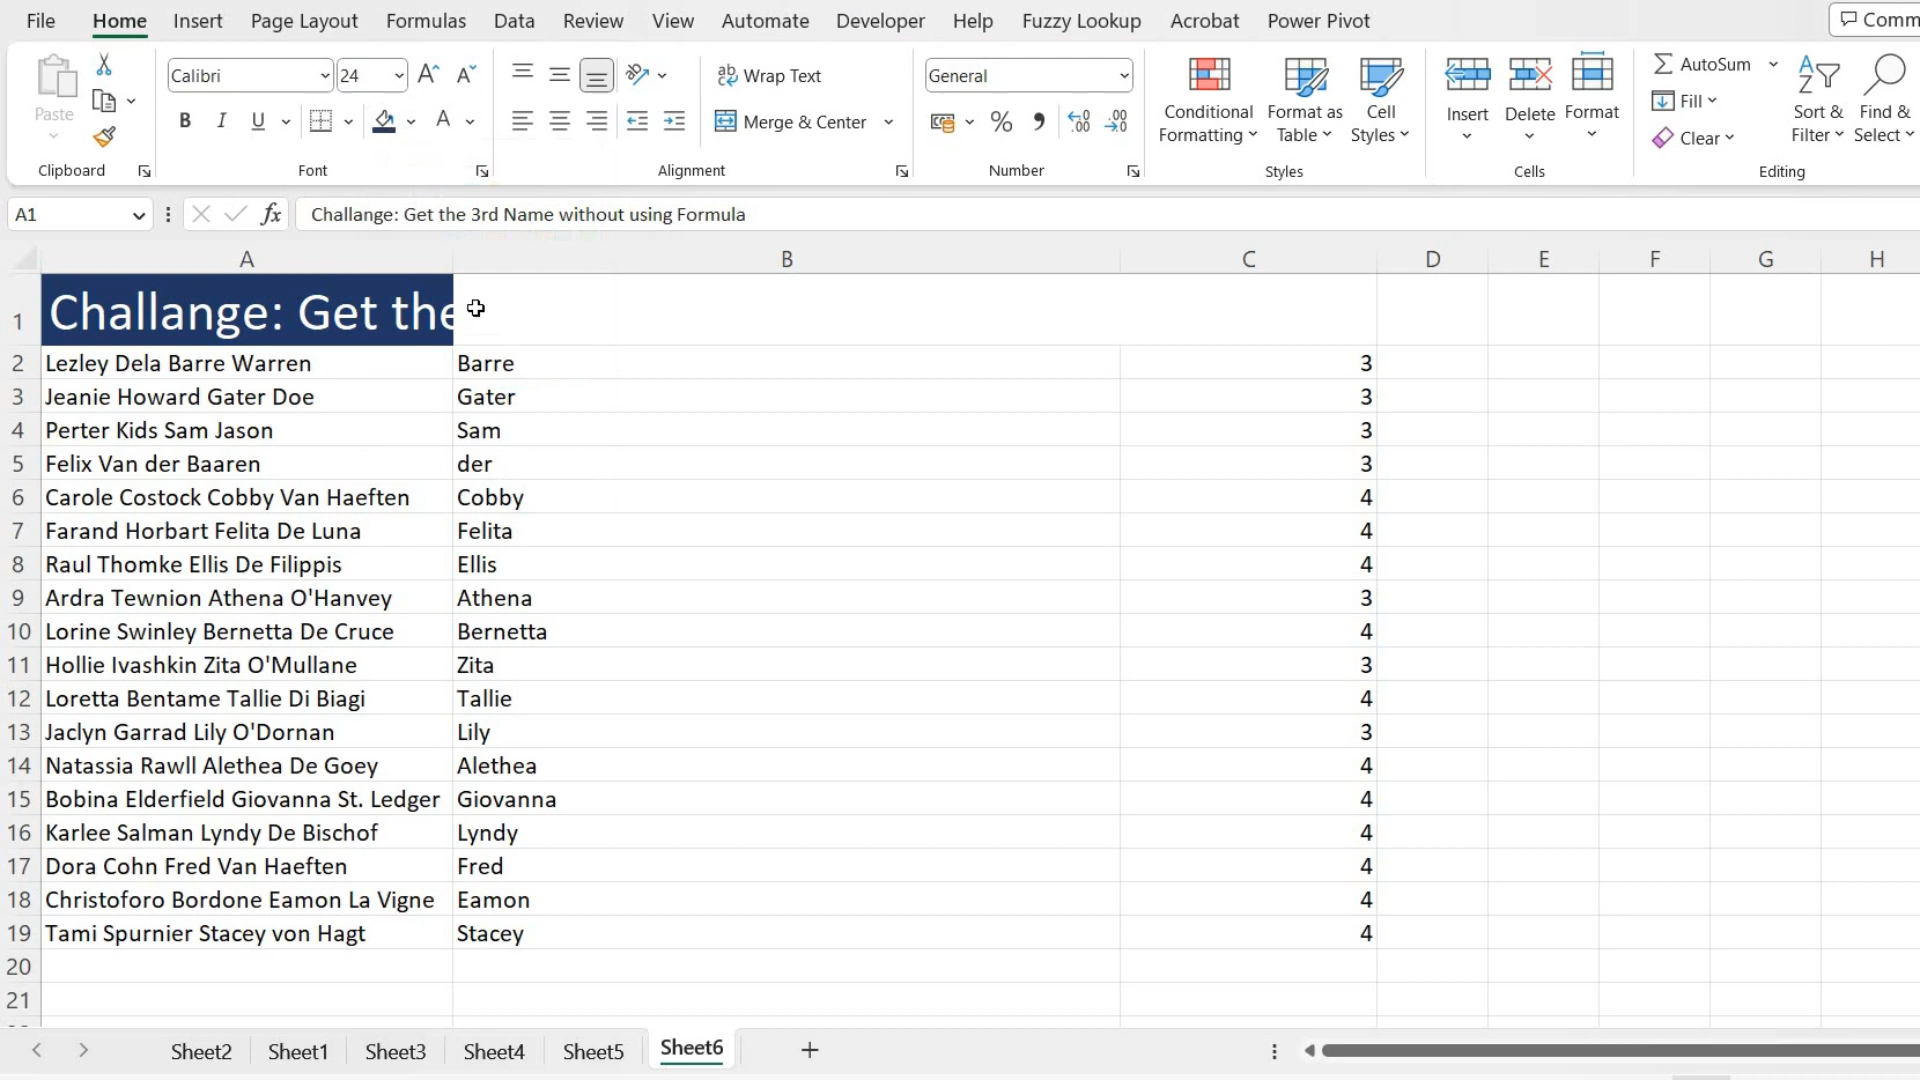 File Home Insert Page Layout Formulas Data Review View Automate Developer Help Fuzzy Lookup Acrobat Power Pivot Comm
Calibri 24 Wrap Text General AutoSum
Paste Conditional Format as Cell Insert Delete Format Fill Sort & Find &
B I U Merge & Center % Formatting Table Styles Clear Filter Select
Clipboard Font Alignment Number Styles Cells Editing
A1 fx Challange: Get the 3rd Name without using Formula
A B C D E F G H
1 Challange: Get the
2 Lezley Dela Barre Warren Barre 3
3 Jeanie Howard Gater Doe Gater 3
4 Perter Kids Sam Jason Sam 3
5 Felix Van der Baaren der 3
6 Carole Costock Cobby Van Haeften Cobby 4
7 Farand Horbart Felita De Luna Felita 4
8 Raul Thomke Ellis De Filippis Ellis 4
9 Ardra Tewnion Athena O'Hanvey Athena 3
10 Lorine Swinley Bernetta De Cruce Bernetta 4
11 Hollie Ivashkin Zita O'Mullane Zita 3
12 Loretta Bentame Tallie Di Biagi Tallie 4
13 Jaclyn Garrad Lily O'Dornan Lily 3
14 Natassia Rawll Alethea De Goey Alethea 4
15 Bobina Elderfield Giovanna St. Ledger Giovanna 4
16 Karlee Salman Lyndy De Bischof Lyndy 4
17 Dora Cohn Fred Van Haeften Fred 4
18 Christoforo Bordone Eamon La Vigne Eamon 4
19 Tami Spurnier Stacey von Hagt Stacey 4
20
21
Sheet2 Sheet1 Sheet3 Sheet4 Sheet5 Sheet6